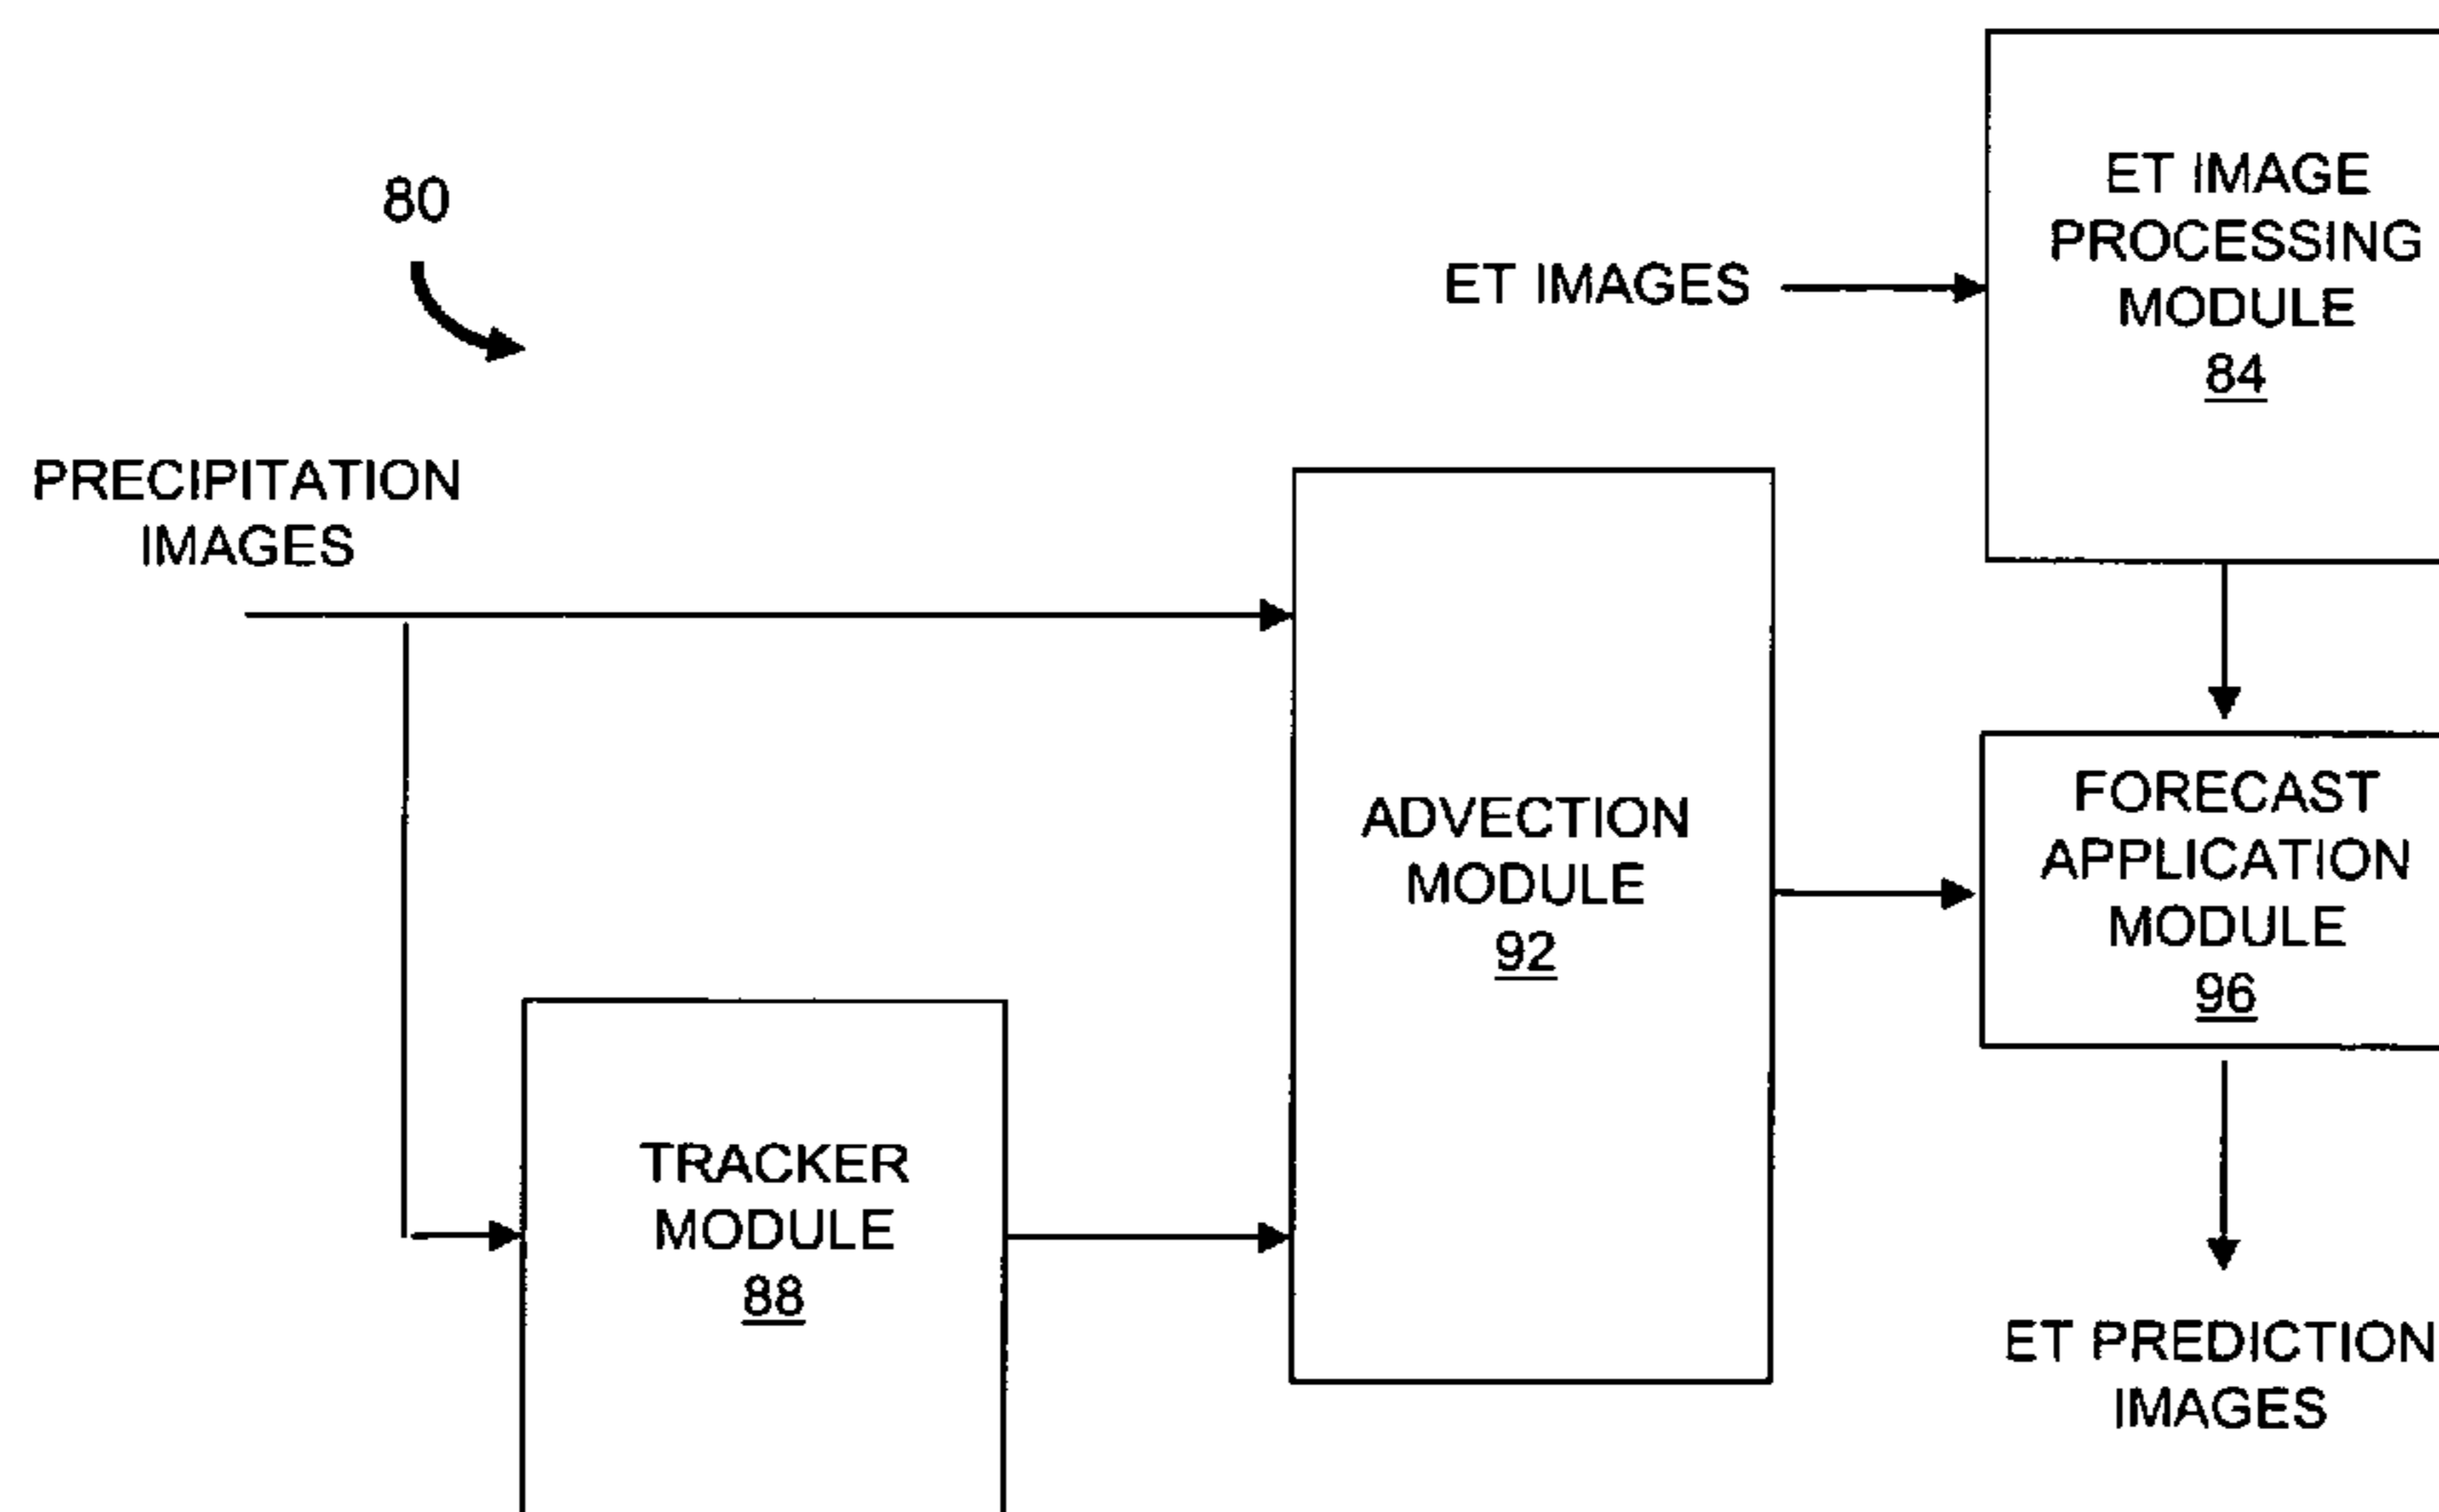 80
PRECIPITATION
IMAGES
ET IMAGES
ET IMAGE
PROCESSING
MODULE
84
ADVECTION
MODULE
92
FORECAST
APPLICATION
MODULE
96
TRACKER
MODULE
88
ET PREDICTION
IMAGES